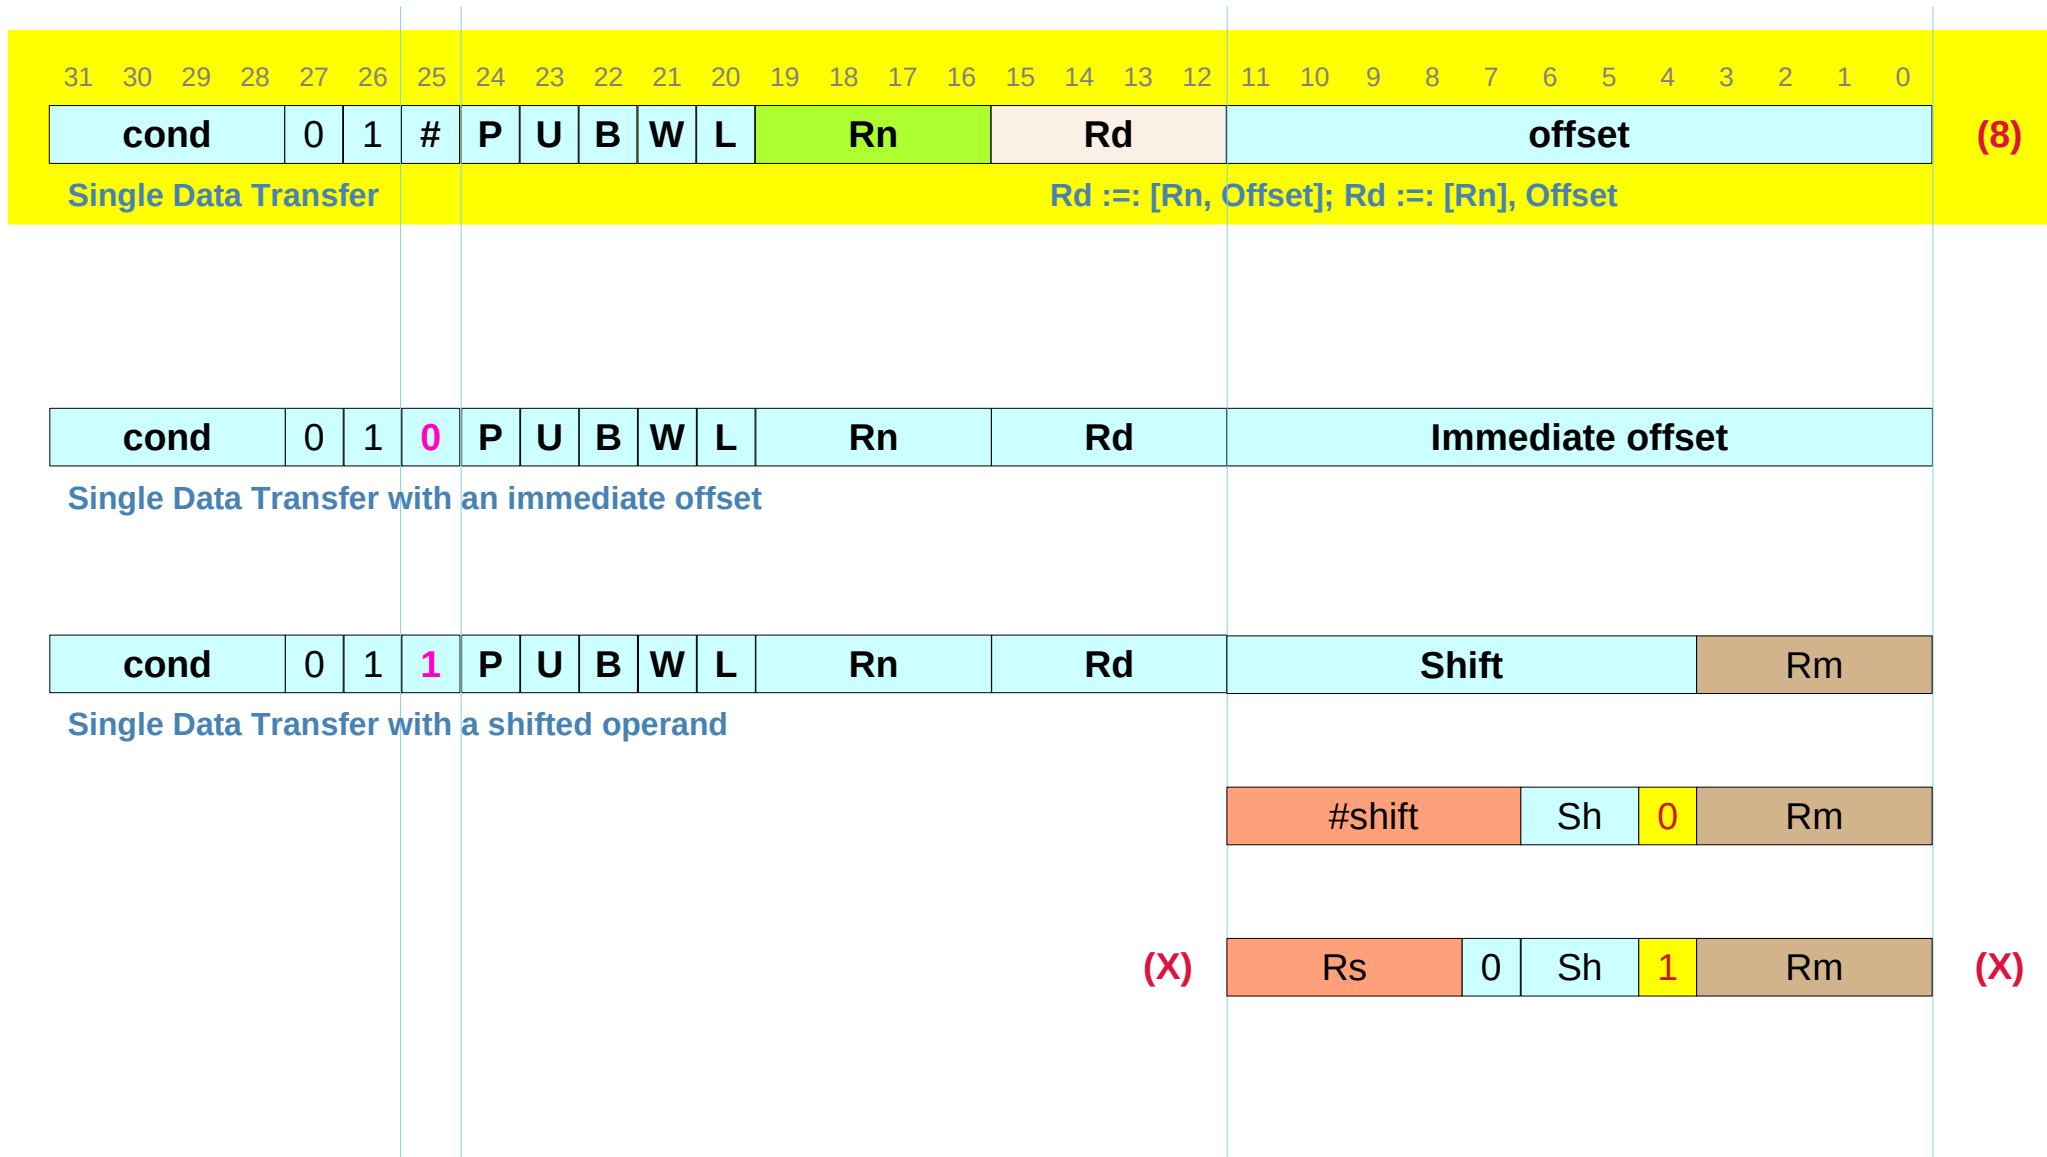 31 30 29 28 27 26 25 24 23 22 21 20 19 18 17 16 15 14 13 12 11 10 9 8 7 6 5 4 3 2 1 0
cond 0 1 # P U B W L Rn Rd offset (8)
Single Data Transfer Rd :=: [Rn, Offset]; Rd :=: [Rn], Offset
cond 0 1 0 P U B W L Rn Rd Immediate offset
Single Data Transfer with an immediate offset
cond 0 1 1 P U B W L Rn Rd Shift Rm
Single Data Transfer with a shifted operand
#shift Sh 0 Rm
(X) Rs 0 Sh 1 Rm (X)